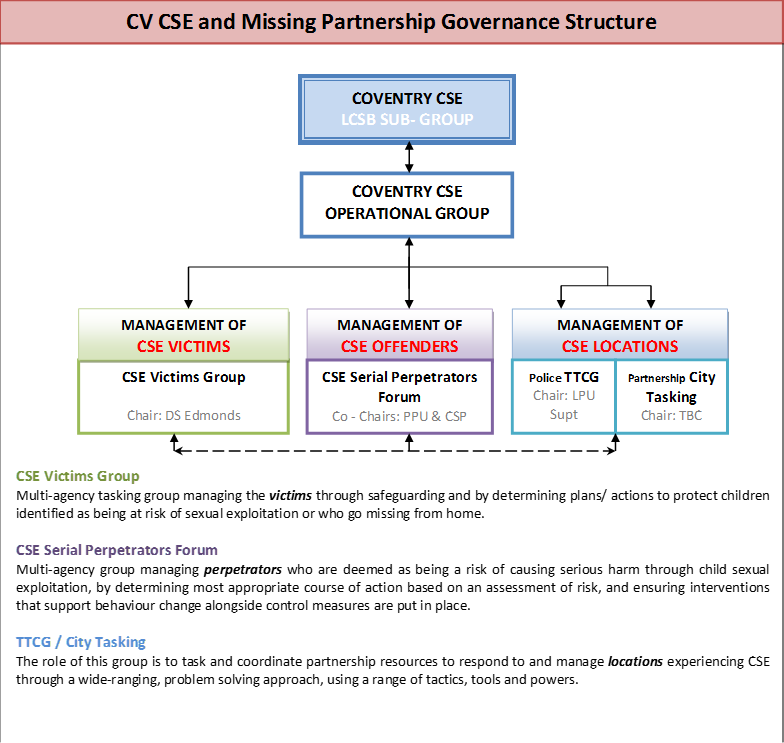 CV CSE and Missing Partnership Governance Structure
COVENTRY CSE
LCSB SUB- GROUP
COVENTRY CSE
OPERATIONAL GROUP
MANAGEMENT OF
CSE VICTIMS
CSE Victims Group
Chair: DS Edmonds
MANAGEMENT OF
CSE OFFENDERS
CSE Serial Perpetrators
Forum
Co - Chairs: PPU & CSP
MANAGEMENT OF
CSE LOCATIONS
Police TTCG
Chair: LPU
Supt
Partnership City
Tasking
Chair: TBC
CSE Victims Group
Multi-agency tasking group managing the victims through safeguarding and by determining plans/ actions to protect children
identified as being at risk of sexual exploitation or who go missing from home.
CSE Serial Perpetrators Forum
Multi-agency group managing perpetrators who are deemed as being a risk of causing serious harm through child sexual
exploitation, by determining most appropriate course of action based on an assessment of risk, and ensuring interventions
that support behaviour change alongside control measures are put in place.
TTCG / City Tasking
The role of this group is to task and coordinate partnership resources to respond to and manage locations experiencing CSE
through a wide-ranging, problem solving approach, using a range of tactics, tools and powers.